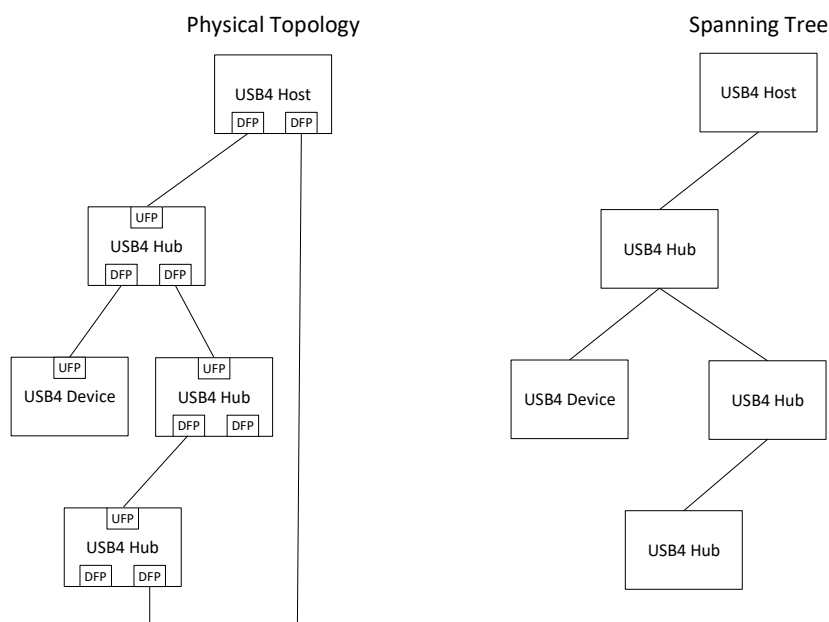 Physical Topology
USB4 Host
DFP DFP
UFP
USB4 Hub
DFP DFP
UFP
USB4 Device
UFP
USB4 Hub
DFP DFP
UFP
USB4 Hub
DFP DFP
Spanning Tree
USB4 Host
USB4 Hub
USB4 Device
USB4 Hub
USB4 Hub